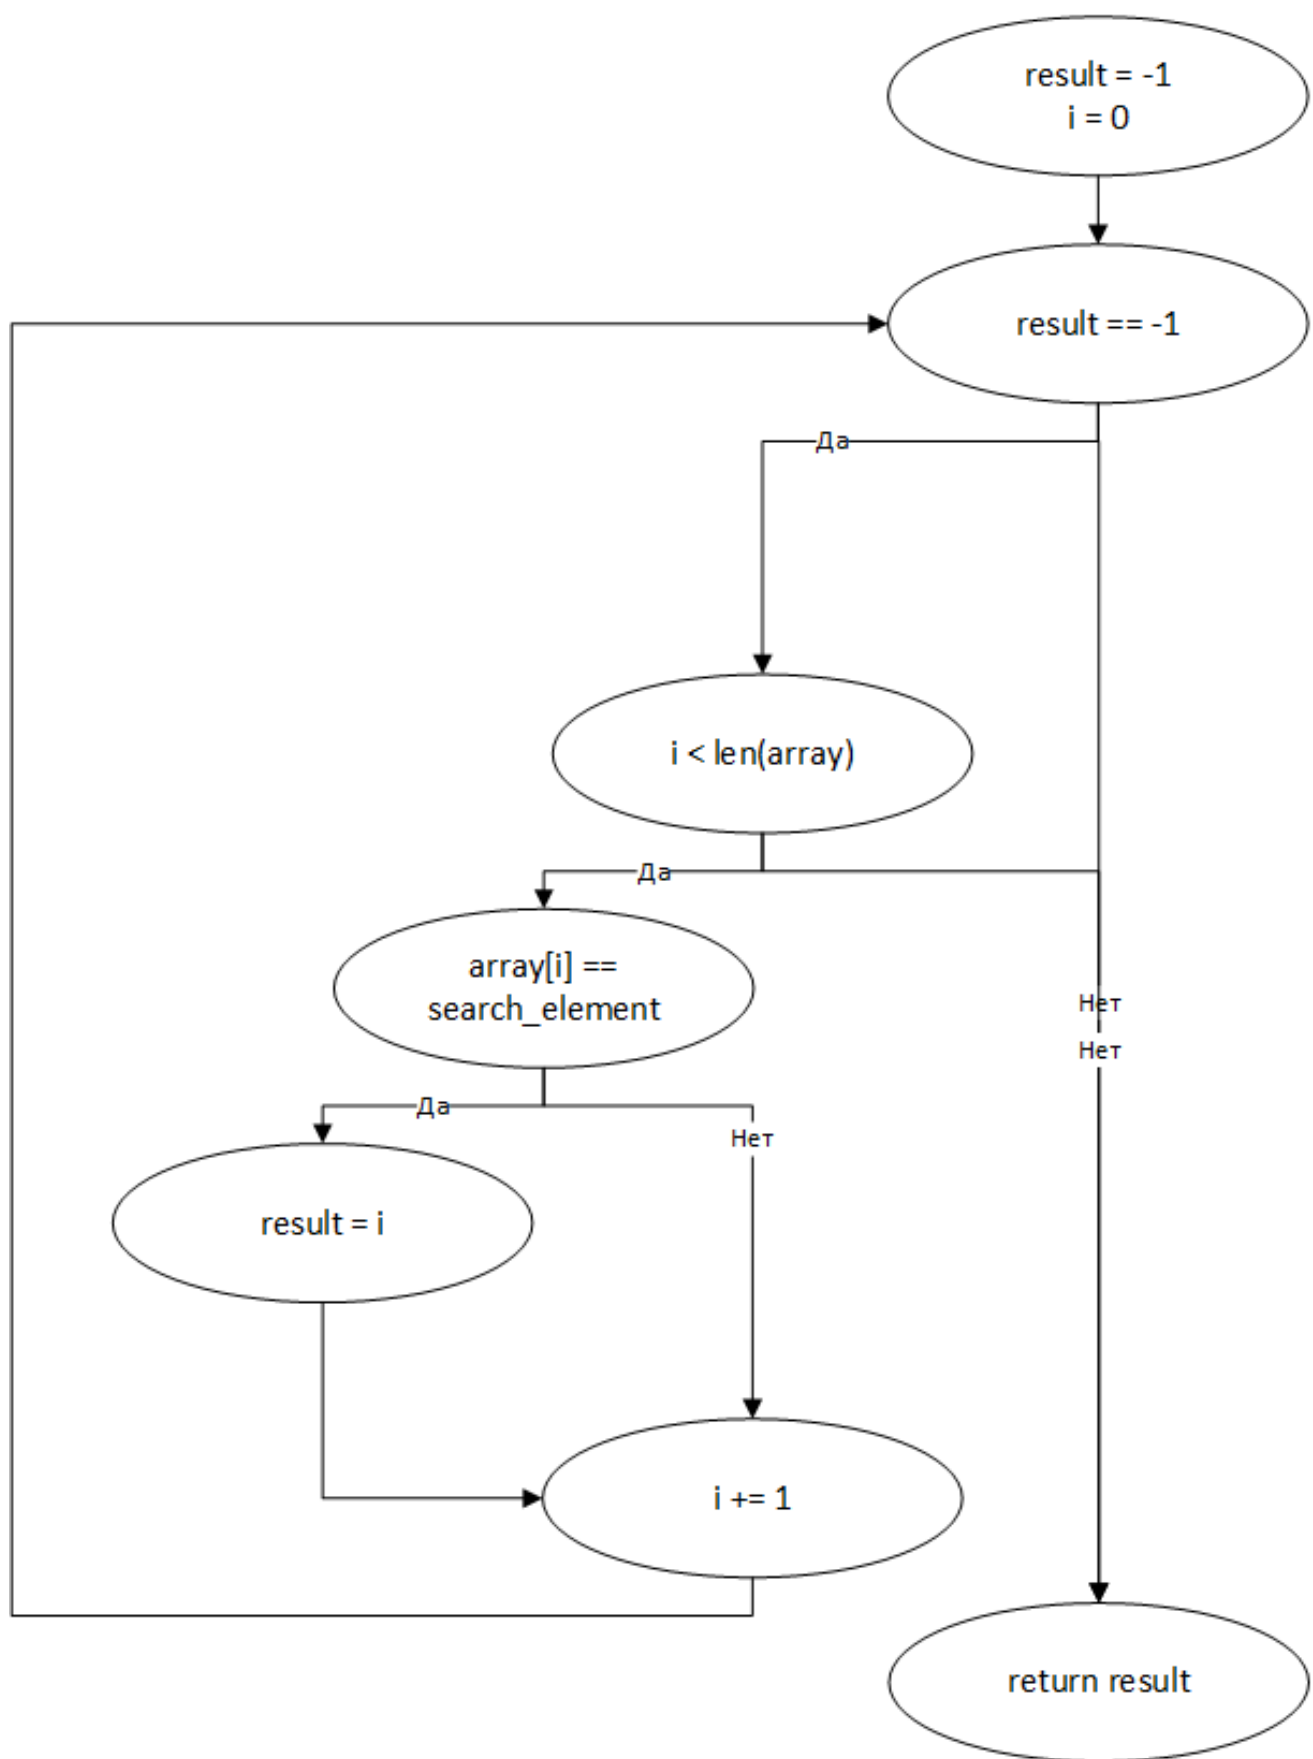 result = -1
i = 0
result == -1
Да
i < len(array)
Да
array[i] ==
search_element
Нет
Нет
Да
Нет
result = i
i += 1
return result